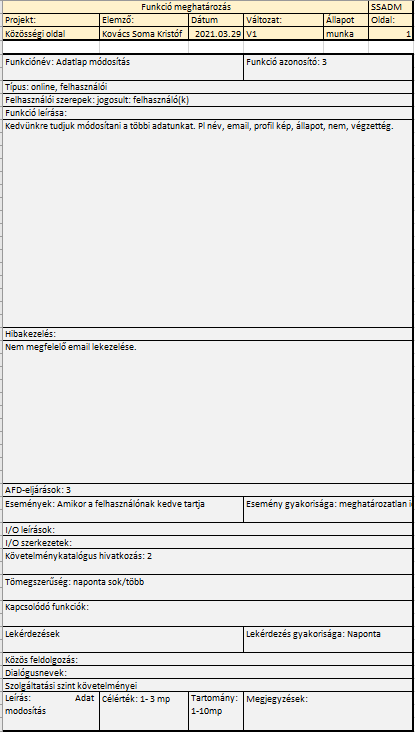 Funkció meghatározás SSADM
Projekt: Elemző: Dátum Változat: Állapot Oldal:
Közösségi oldal Kovács Soma Kristóf 2021.03.29 V1 munka 1
Funkciónév: Adatlap módosítás Funkció azonosító: 3
Típus: online, felhasználói
Felhasználói szerepek: jogosult: felhasználó(k)
Funkció leírása:
Kedvünkre tudjuk módosítani a többi adatunkat. Pl név, email, profil kép, állapot, nem, végzettég.
Hibakezelés:
Nem megfelelő email lekezelése.
AFD-eljárások: 3
Események: Amikor a felhasználónak kedve tartja Esemény gyakorisága: meghatározatlan
I/O leírások:
I/O szerkezetek:
Követelménykatalógus hivatkozás: 2
Tömegszerűség: naponta sok/több
Kapcsolódó funkciók:
Lekérdezések Lekérdezés gyakorisága: Naponta
Közös feldolgozás:
Dialógusnevek:
Szolgáltatási szint követelményei
Leírás: Adat Célérték: 1- 3 mp Tartomány: Megjegyzések:
modosítás 1-10mp